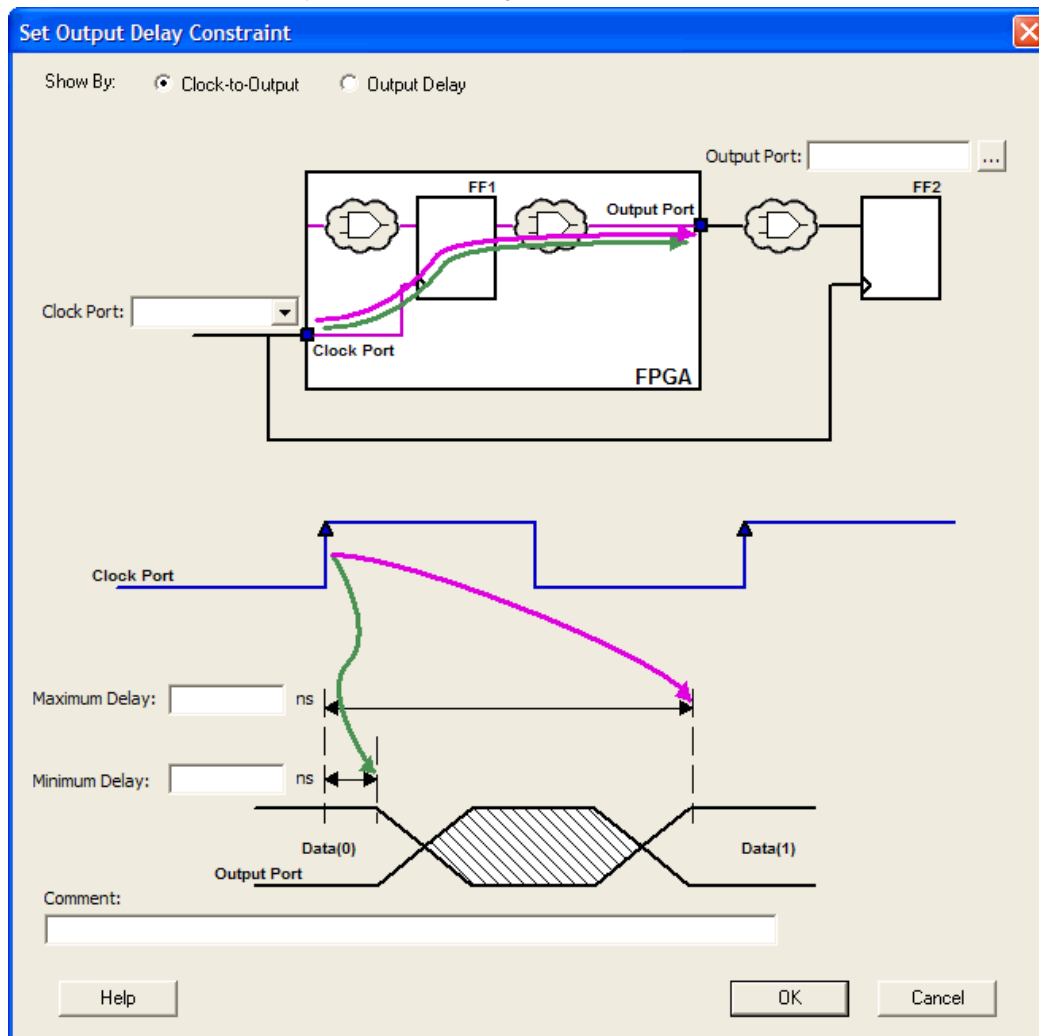 Set Output Delay Constraint
Show By: Clock-to-Output Output Delay
Output Port: ...
FF1 FF2
Output Port
Clock Port:
Clock Port
FPGA
Clock Port
Maximum Delay: ns
Minimum Delay: ns
Data(0) Data(1)
Output Port
Comment:
Help OK Cancel